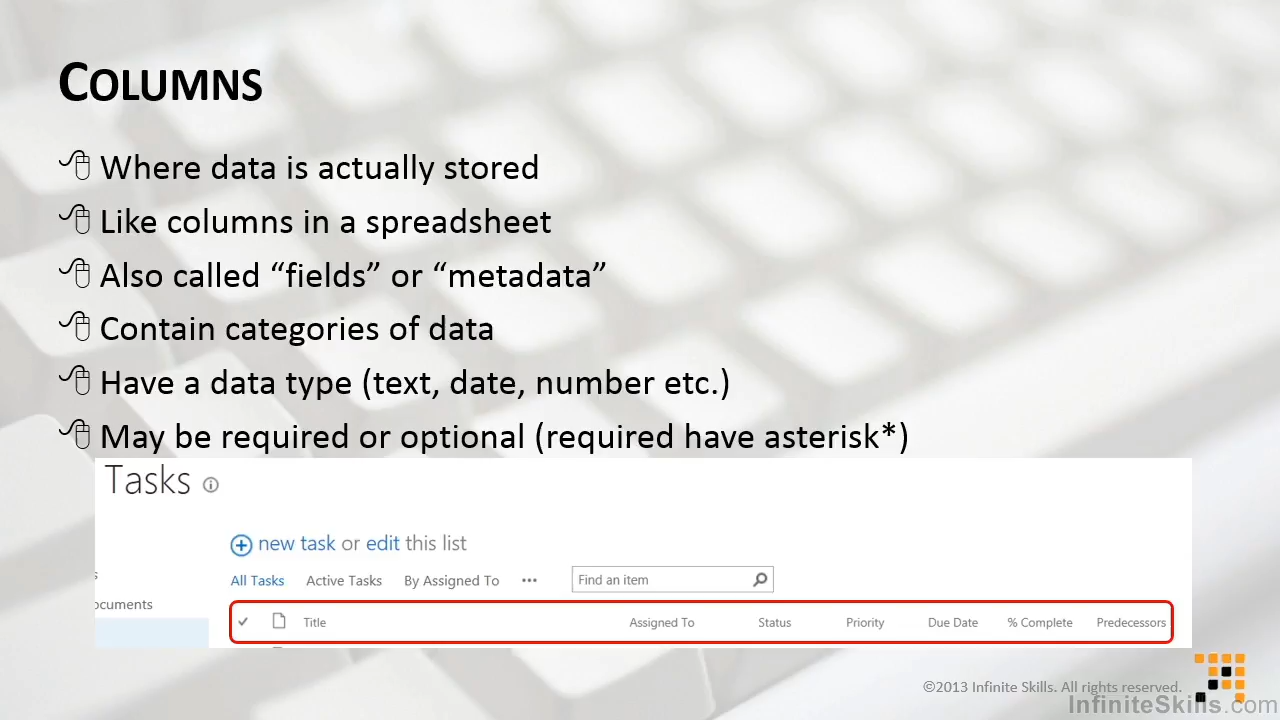 COLUMNS
Where data is actually stored
Like columns in a spreadsheet
Also called “fields” or “metadata”
Contain categories of data
Have a data type (text, date, number etc.)
May be required or optional (required have asterisk*)
Tasks
new task or edit this list
s
All Tasks Active Tasks By Assigned To ••• Find an item
ocuments
Title Assigned To Status Priority Due Date % Complete Predecessors
©2013 Infinite Skills. All rights reserved.
InfiniteSkills.com